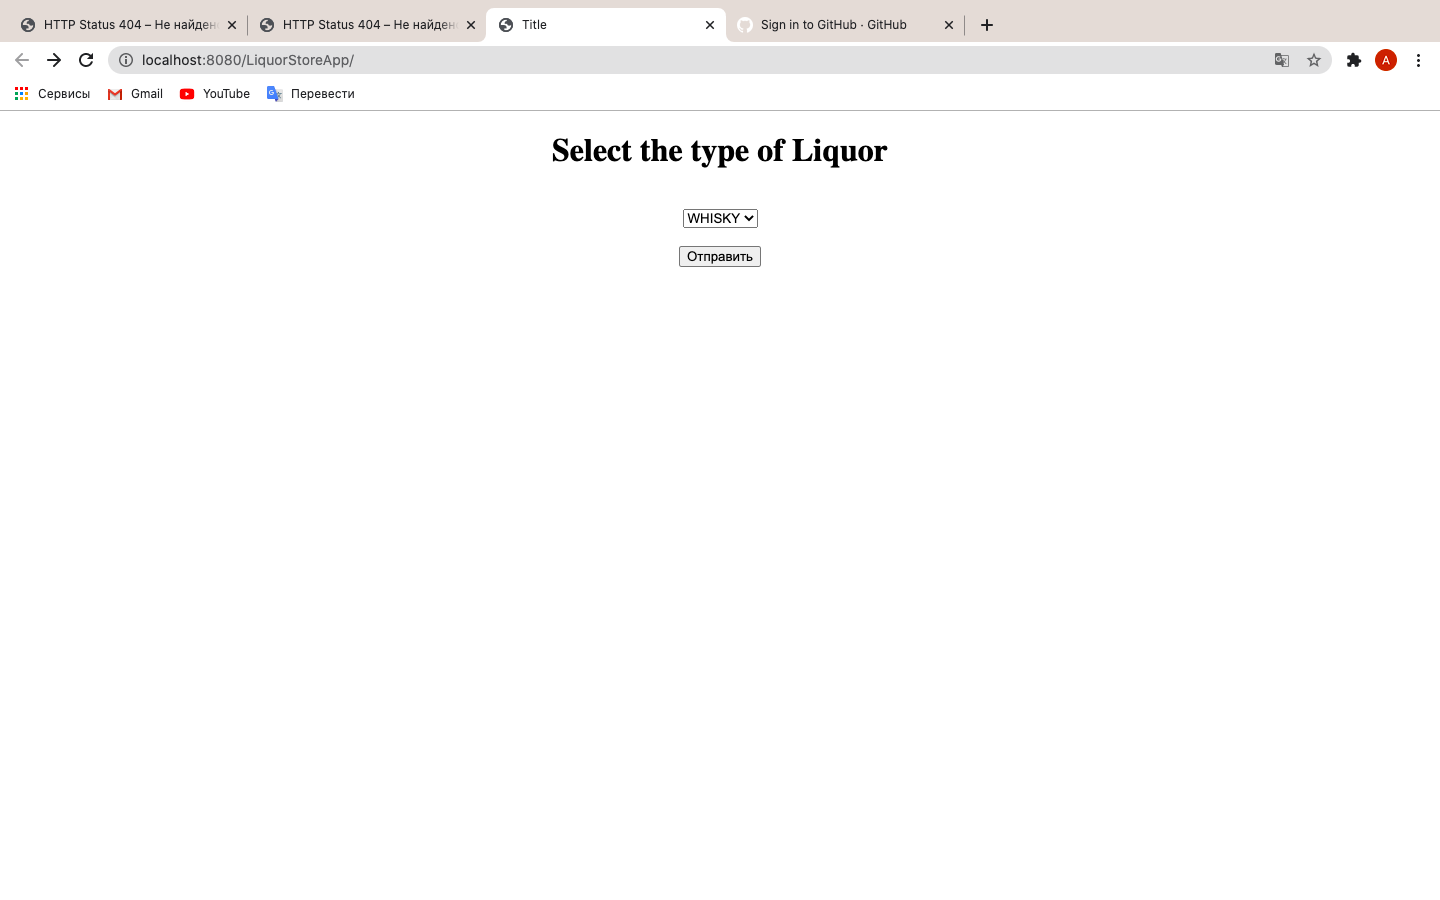 HTTP Status 404 – Не найден
HTTP Status 404 – Не найден
Title
Sign in to GitHub · GitHub
localhost:8080/LiquorStoreApp/
A
Сервисы
Gmail
YouTube
Перевести
Select the type of Liquor
WHISKY
Отправить